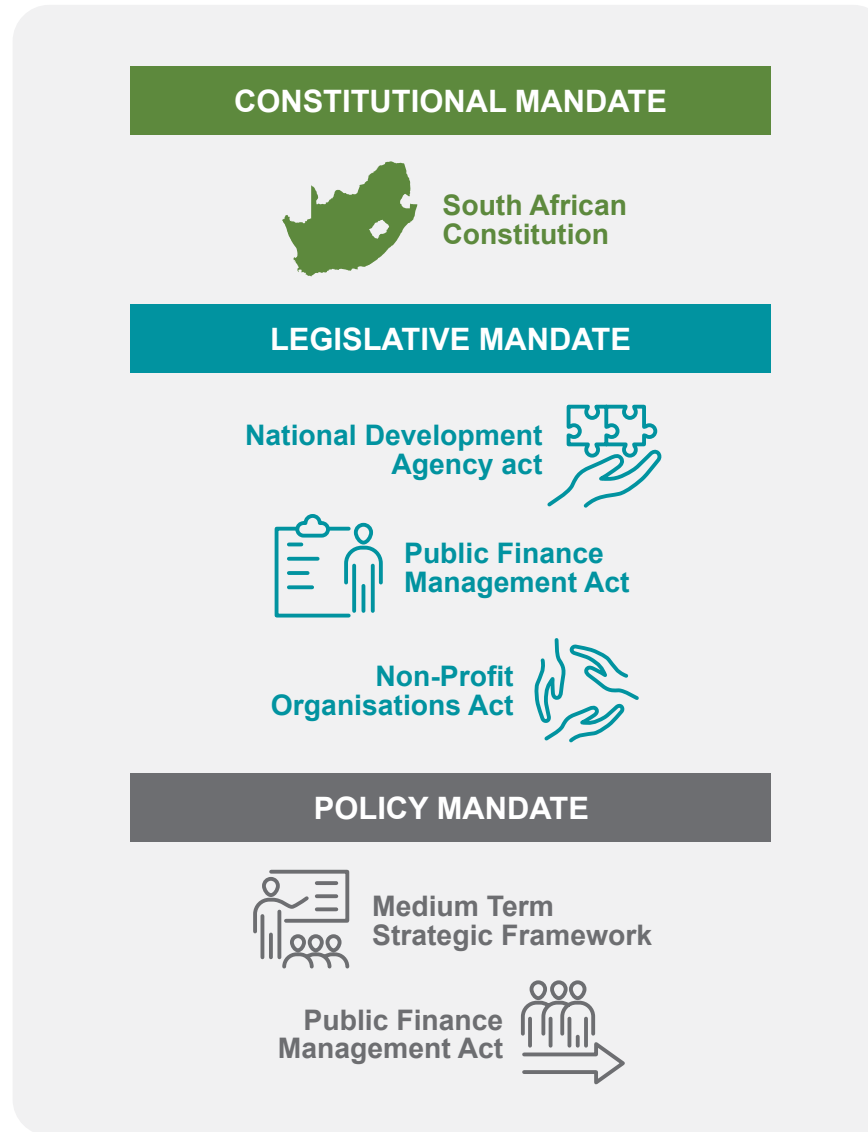 CONSTITUTIONAL MANDATE
South African
Constitution
LEGISLATIVE MANDATE
National Development
Agency act
Public Finance
Management Act
Non-Profit
Organisations Act
POLICY MANDATE
Medium Term
Strategic Framework
Public Finance
Management Act